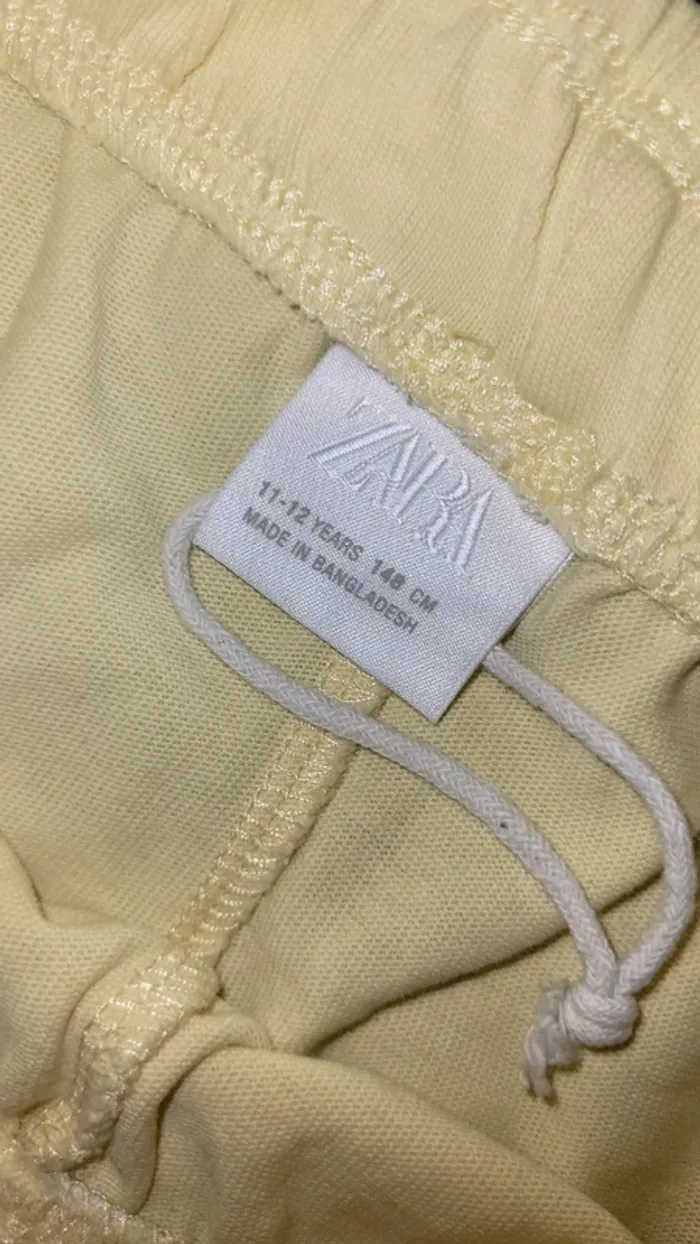 ZARA
11-12 YEARS 148 CM
MADE IN BANGLADESH